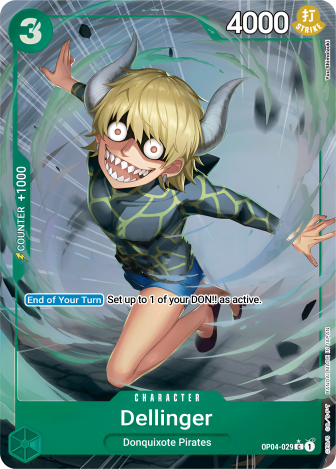 3
4000
打
STRIKE
COUNTER +1000
End of Your Turn Set up to 1 of your DON!! as active.
CHARACTER
Dellinger
Donquixote Pirates
OP04-029 C 1